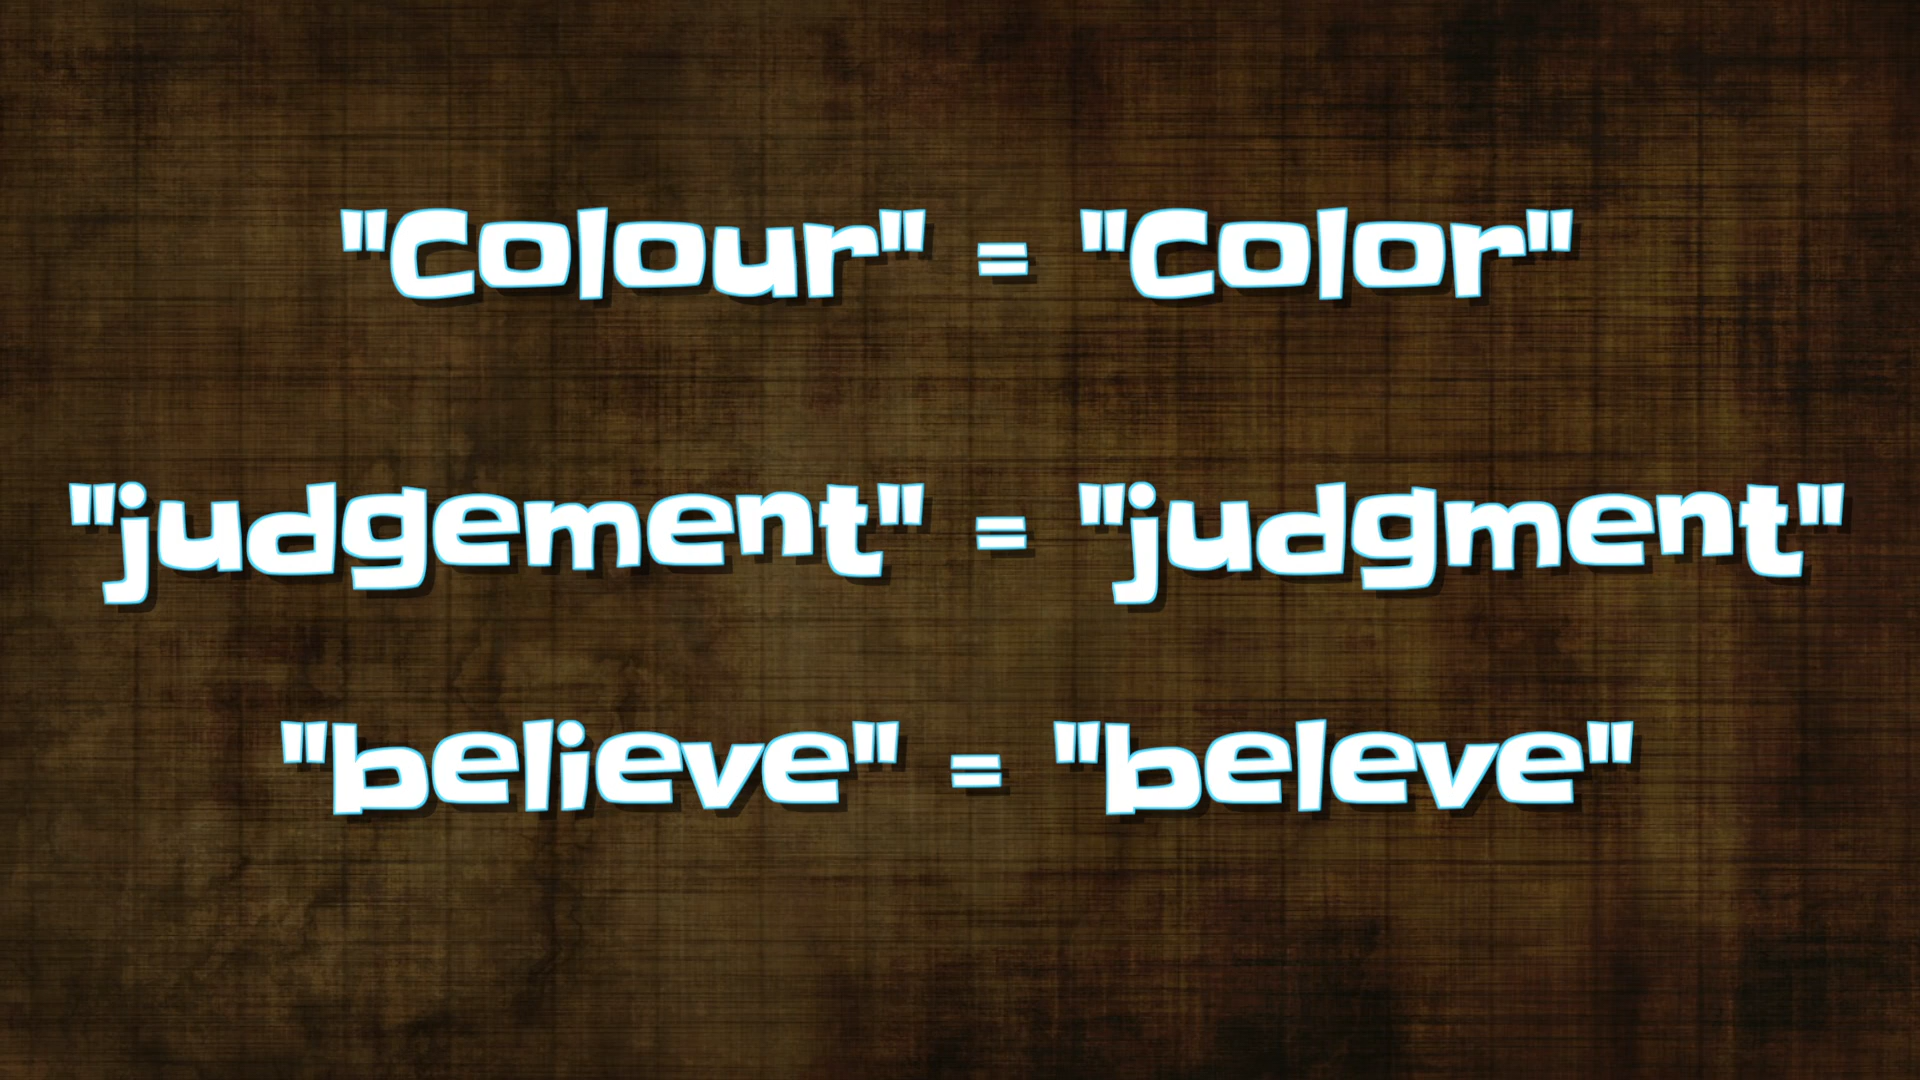 "Colour" = "Color"
"judgement" = "judgment"
"believe" = "beleve"